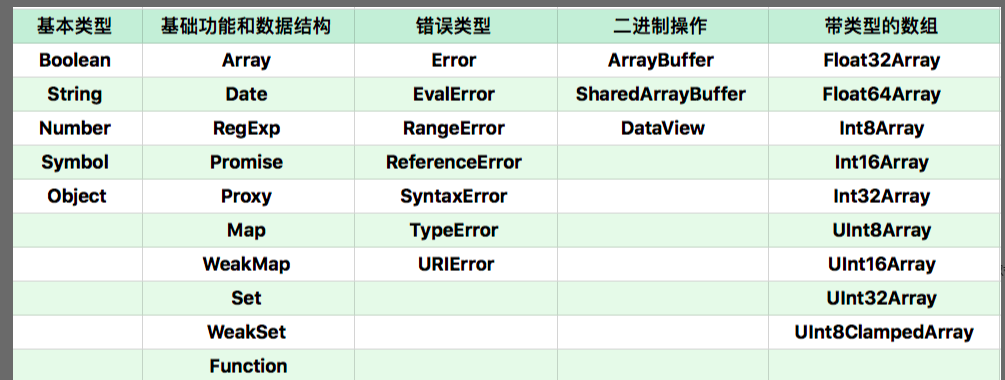 基本类型 基础功能和数据结构 错误类型 二进制操作 带类型的数组
Boolean Array Error ArrayBuffer Float32Array
String Date EvalError SharedArrayBuffer Float64Array
Number RegExp RangeError DataView Int8Array
Symbol Promise ReferenceError Int16Array
Object Proxy SyntaxError Int32Array
Map TypeError UInt8Array
WeakMap URIError UInt16Array
Set UInt32Array
WeakSet UInt8ClampedArray
Function